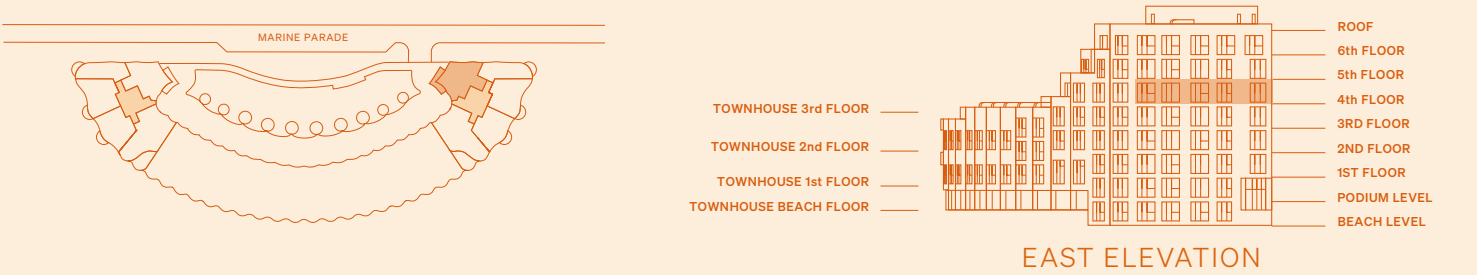 MARINE PARADE
TOWNHOUSE 3rd FLOOR
TOWNHOUSE 2nd FLOOR
TOWNHOUSE 1st FLOOR
TOWNHOUSE BEACH FLOOR
ROOF
6th FLOOR
5th FLOOR
4th FLOOR
3RD FLOOR
2ND FLOOR
1ST FLOOR
PODIUM LEVEL
BEACH LEVEL
EAST ELEVATION